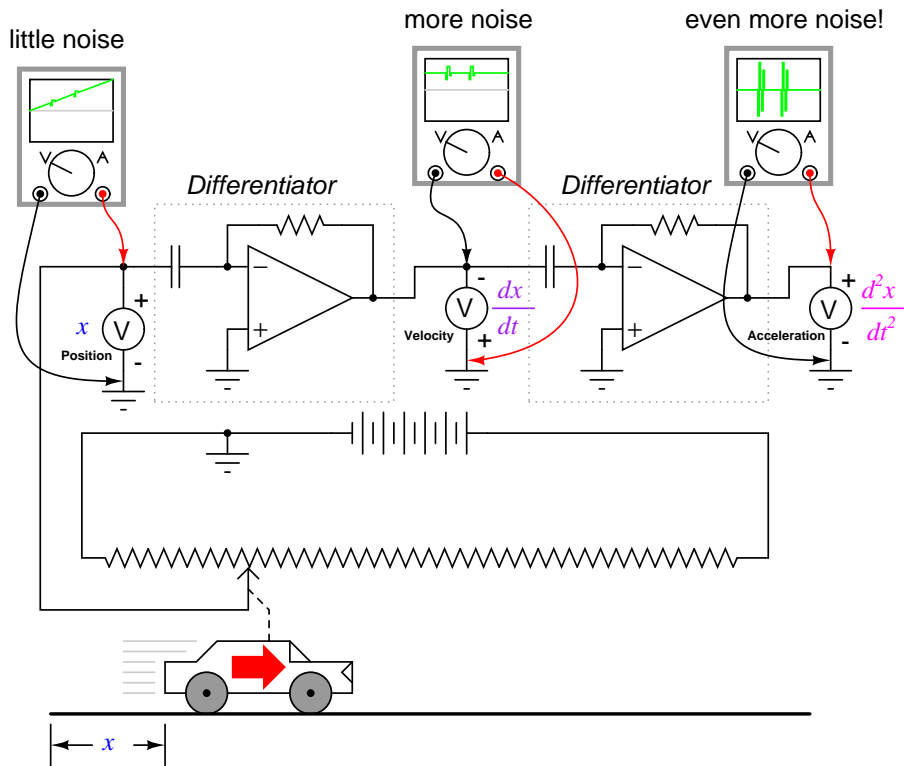 little noise
more noise
even more noise!
V A
V A
V A
Differentiator
Differentiator
−
+
+
V
-
x
Position
-
V
+
dx
dt
Velocity
−
+
+
V
-
d²x
dt²
Acceleration
x